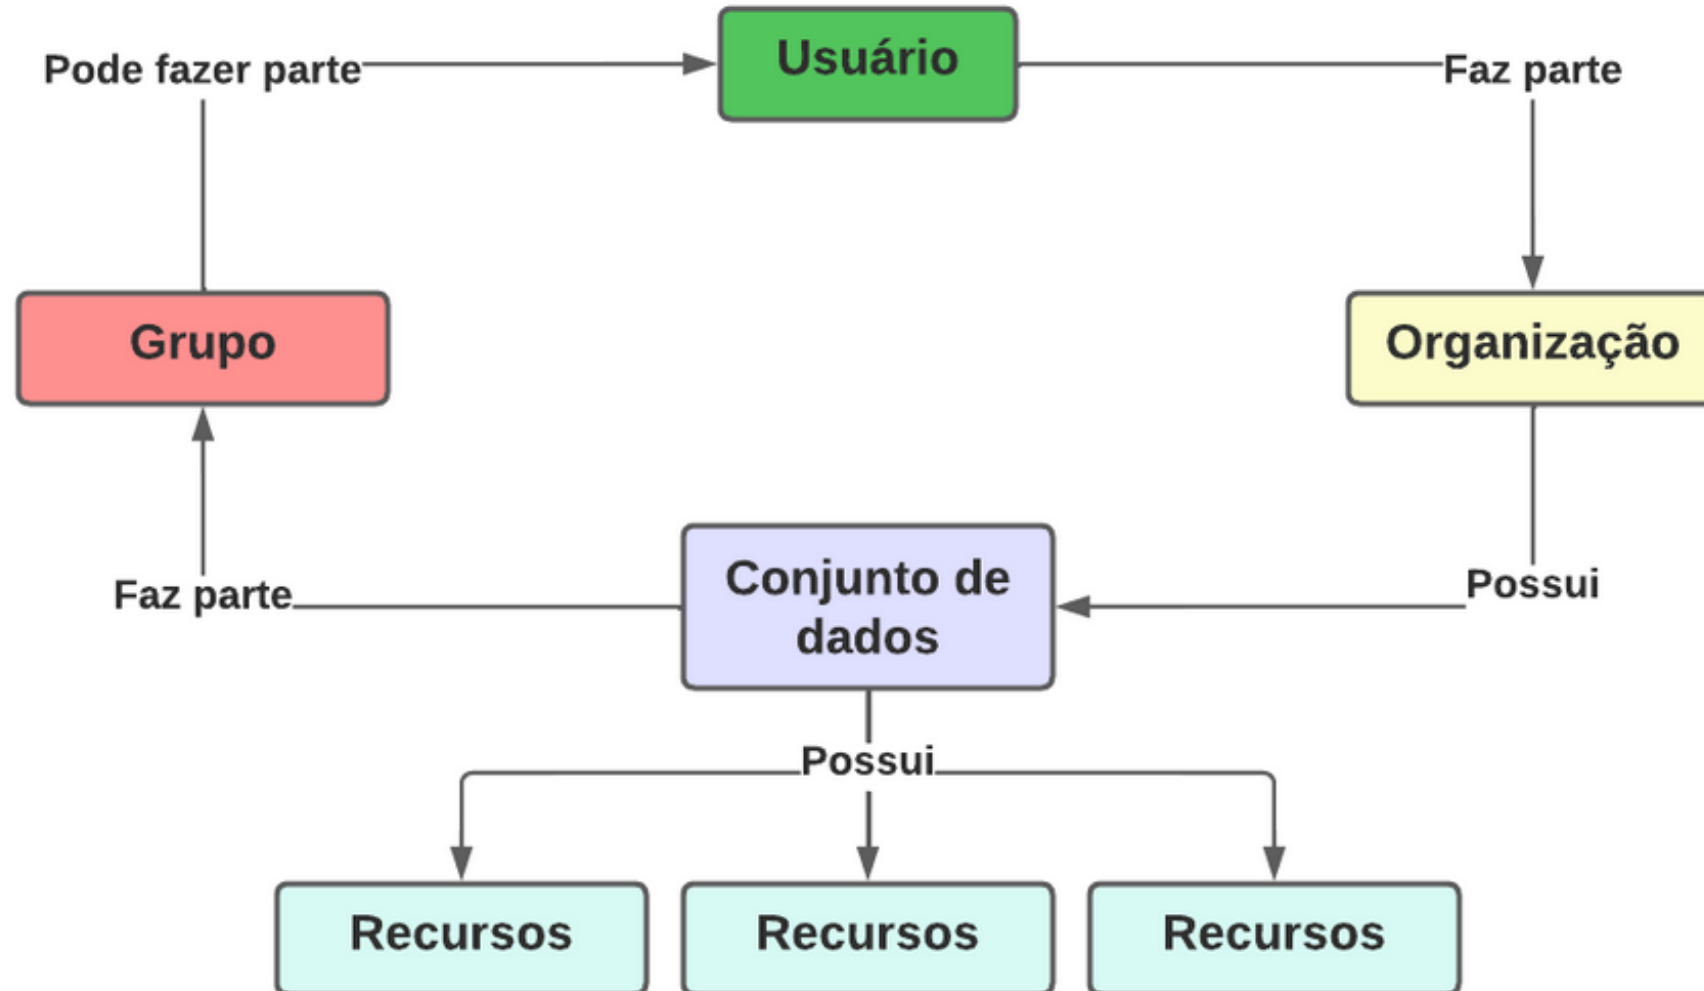 Usuário
Pode fazer parte
Faz parte
Grupo
Organização
Conjunto de
dados
Faz parte
Possui
Possui
Recursos
Recursos
Recursos